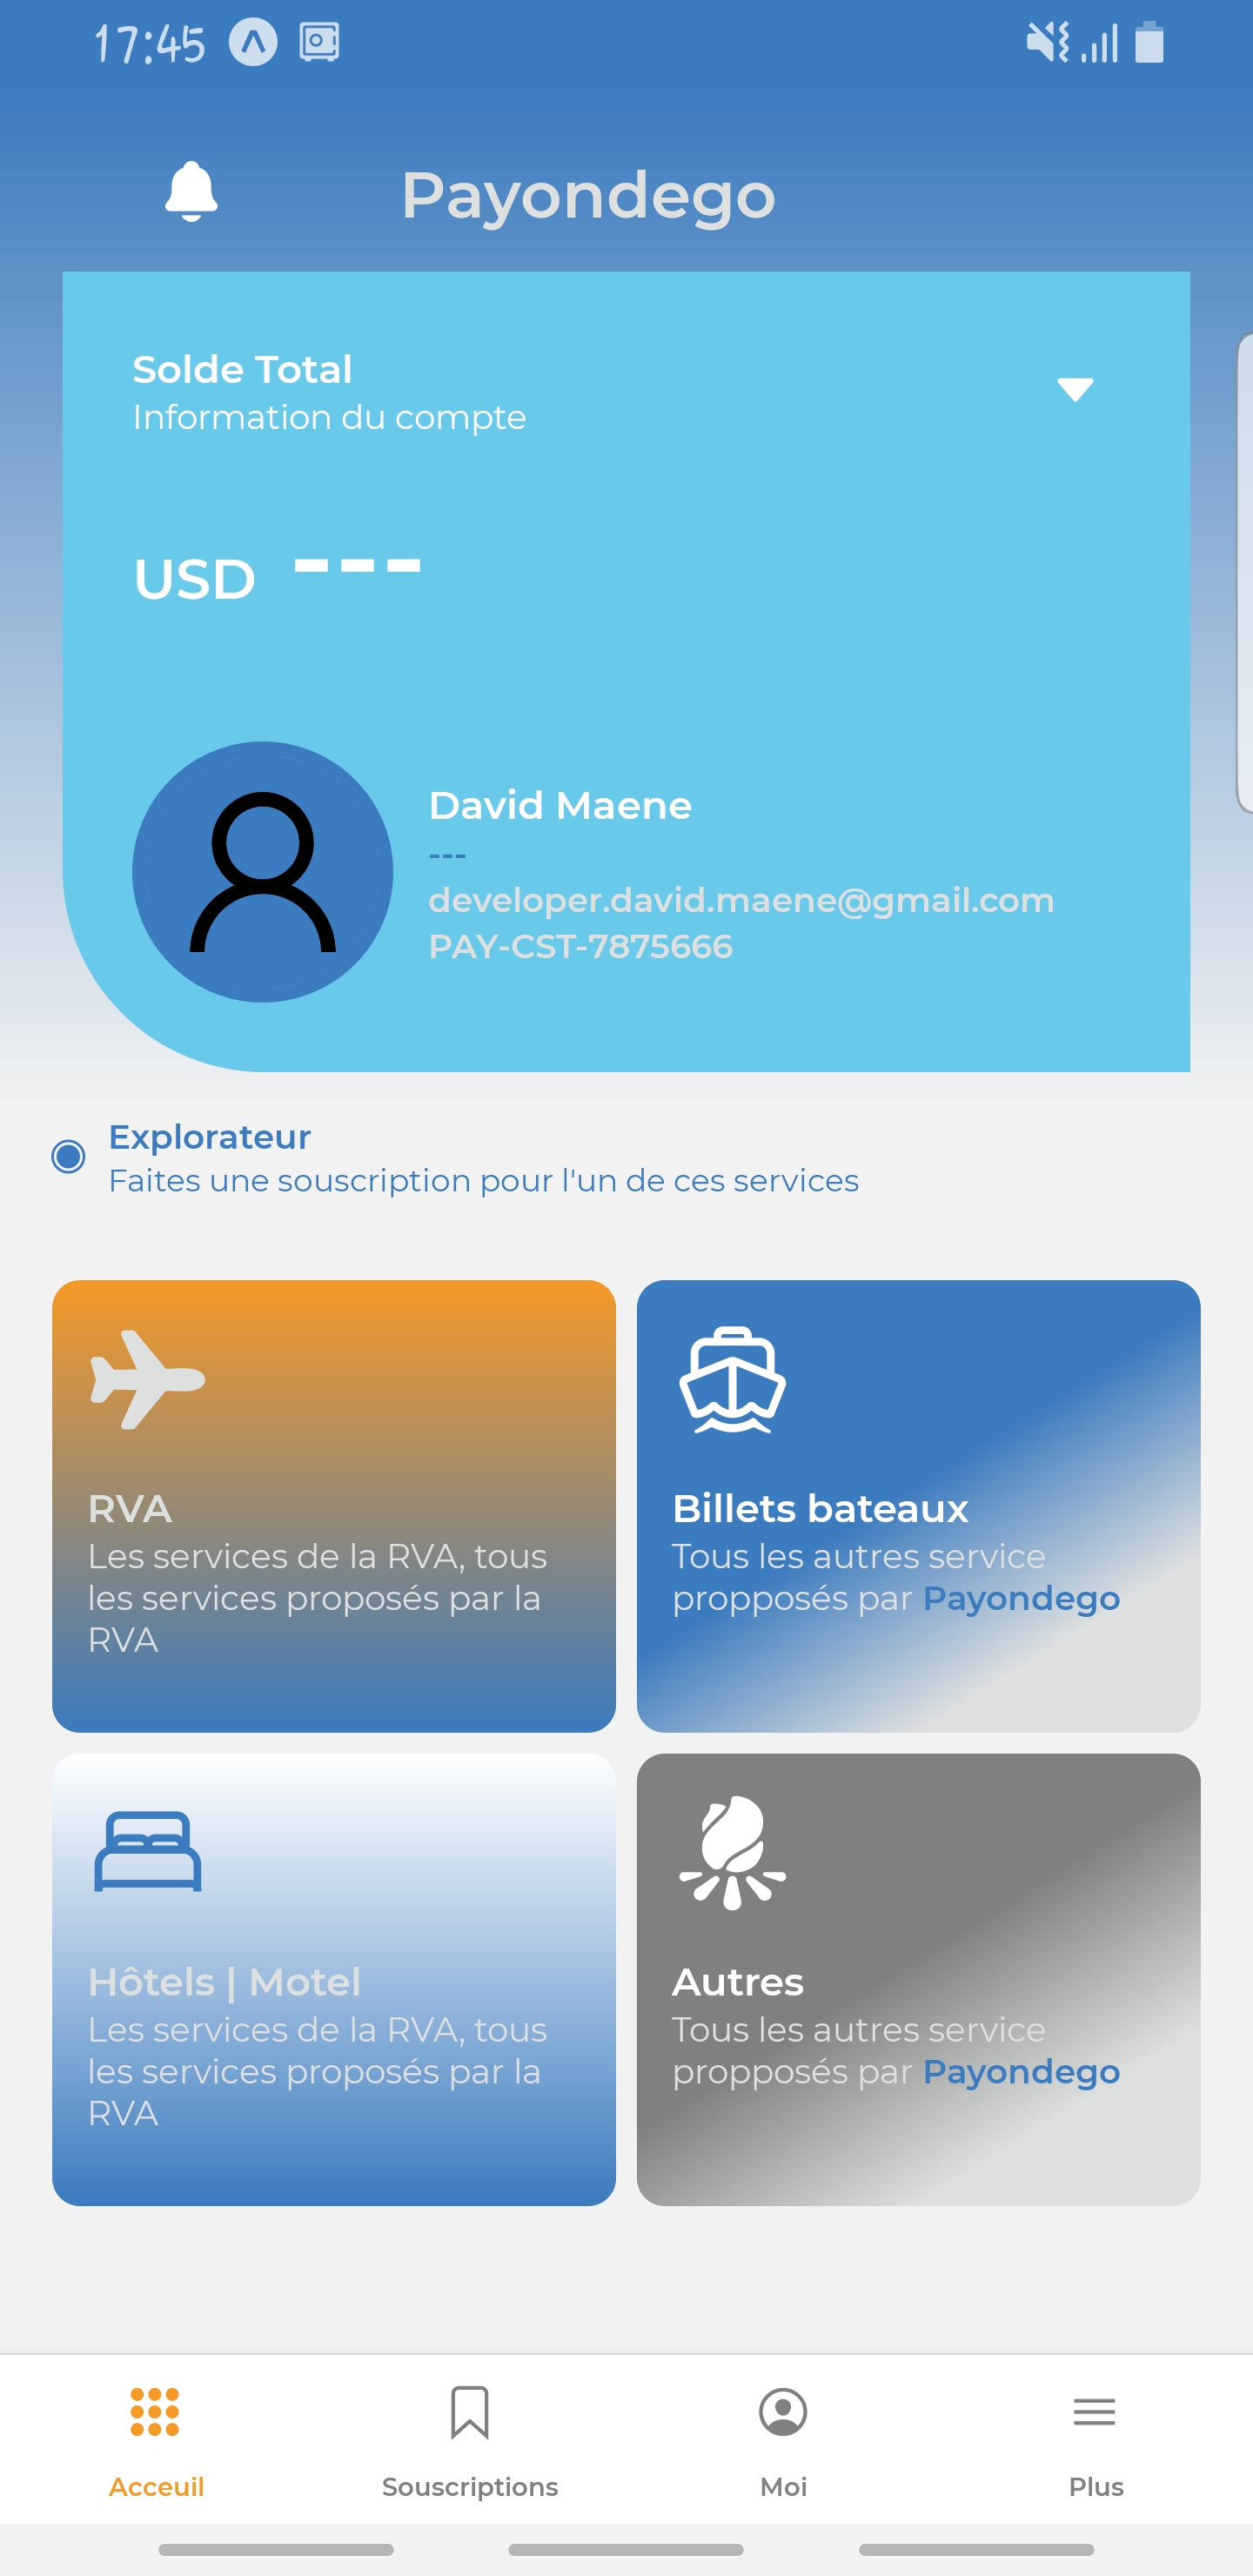 17:45
Payondego
Solde Total
Information du compte
USD ---
David Maene
---
developer.david.maene@gmail.com
PAY-CST-7875666
Explorateur
Faites une souscription pour l'un de ces services
RVA
Les services de la RVA, tous
les services proposés par la
RVA
Billets bateaux
Tous les autres service
propposés par Payondego
Hôtels | Motel
Les services de la RVA, tous
les services proposés par la
RVA
Autres
Tous les autres service
propposés par Payondego
Acceuil
Souscriptions
Moi
Plus